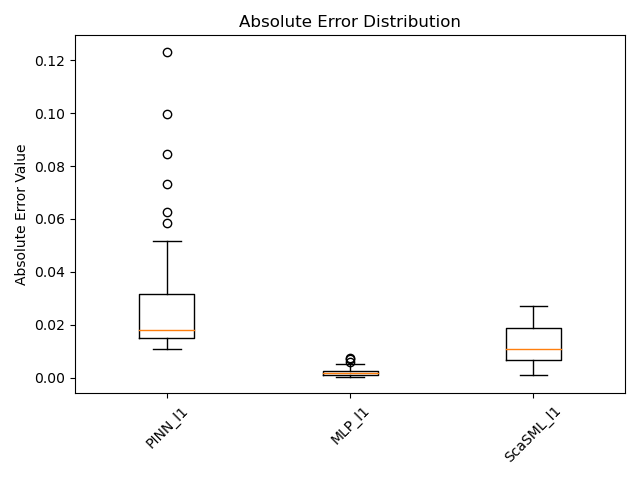 Absolute Error Distribution
Absolute Error Value
0.12
0.10
0.08
0.06
0.04
0.02
0.00
PINN_l1
MLP_l1
ScaSML_l1